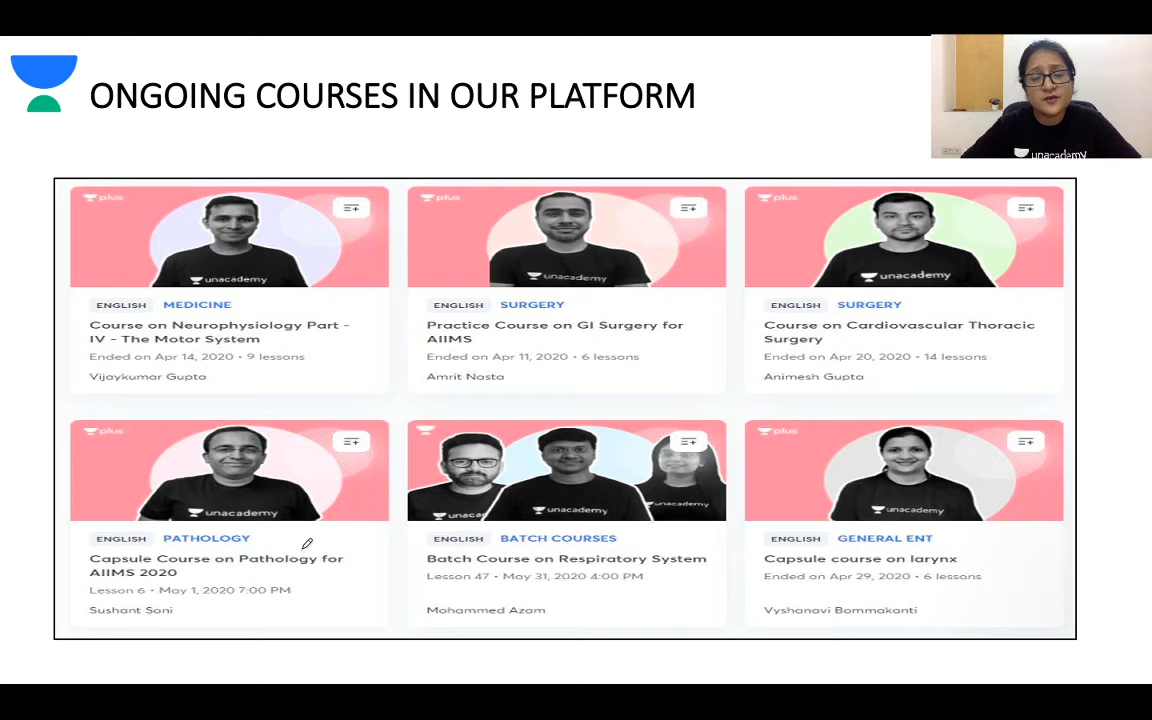 ONGOING COURSES IN OUR PLATFORM
unacademy
plus
plus
plus
unacademy
unacademy
unacademy
ENGLISH MEDICINE
ENGLISH SURGERY
ENGLISH SURGERY
Course on Neurophysiology Part -
IV - The Motor System
Practice Course on GI Surgery for
AIIMS
Course on Cardiovascular Thoracic
Surgery
Ended on Apr 14, 2020 • 9 lessons
Ended on Apr 11, 2020 • 6 lessons
Ended on Apr 20, 2020 • 14 lessons
Vijaykumar Gupta
Amrit Nasta
Animesh Gupta
plus
plus
unacademy
unaca
unacademy
unacademy
unacademy
ENGLISH PATHOLOGY
ENGLISH BATCH COURSES
ENGLISH GENERAL ENT
Capsule Course on Pathology for
AIIMS 2020
Batch Course on Respiratory System
Capsule course on larynx
Lesson 6 • May 1, 2020 7:00 PM
Lesson 47 • May 31, 2020 4:00 PM
Ended on Apr 29, 2020 • 6 lessons
Sushant Soni
Mohammed Azam
Vyshanavi Bommakanti